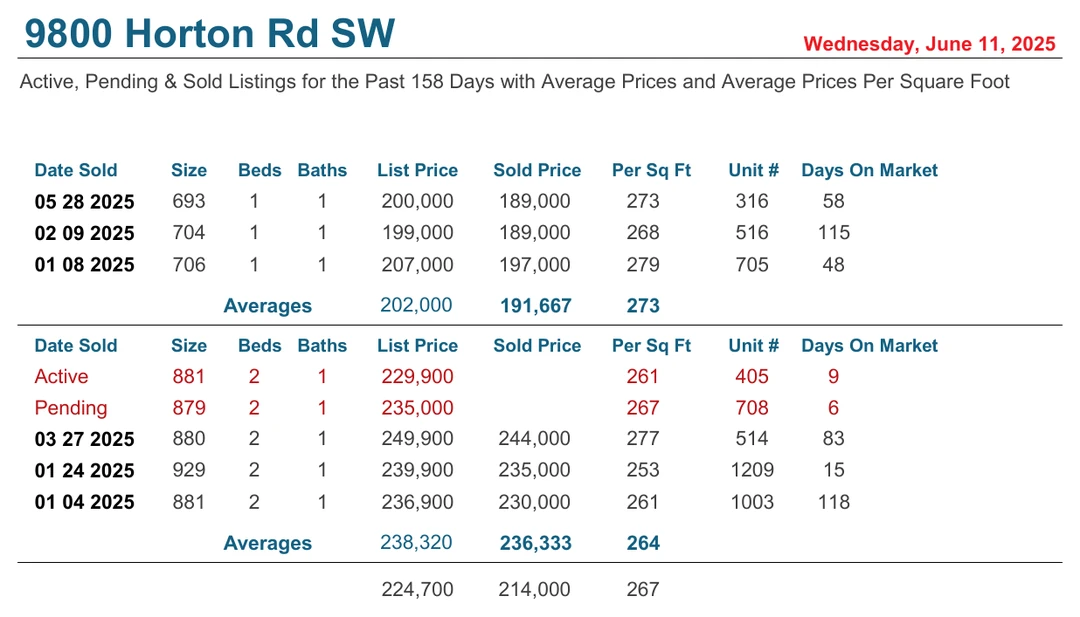 9800 Horton Rd SW
Wednesday, June 11, 2025
Active, Pending & Sold Listings for the Past 158 Days with Average Prices and Average Prices Per Square Foot
Date Sold Size Beds Baths List Price Sold Price Per Sq Ft Unit # Days On Market
05 28 2025 693 1 1 200,000 189,000 273 316 58
02 09 2025 704 1 1 199,000 189,000 268 516 115
01 08 2025 706 1 1 207,000 197,000 279 705 48
Averages 202,000 191,667 273
Date Sold Size Beds Baths List Price Sold Price Per Sq Ft Unit # Days On Market
Active 881 2 1 229,900 261 405 9
Pending 879 2 1 235,000 267 708 6
03 27 2025 880 2 1 249,900 244,000 277 514 83
01 24 2025 929 2 1 239,900 235,000 253 1209 15
01 04 2025 881 2 1 236,900 230,000 261 1003 118
Averages 238,320 236,333 264
224,700 214,000 267